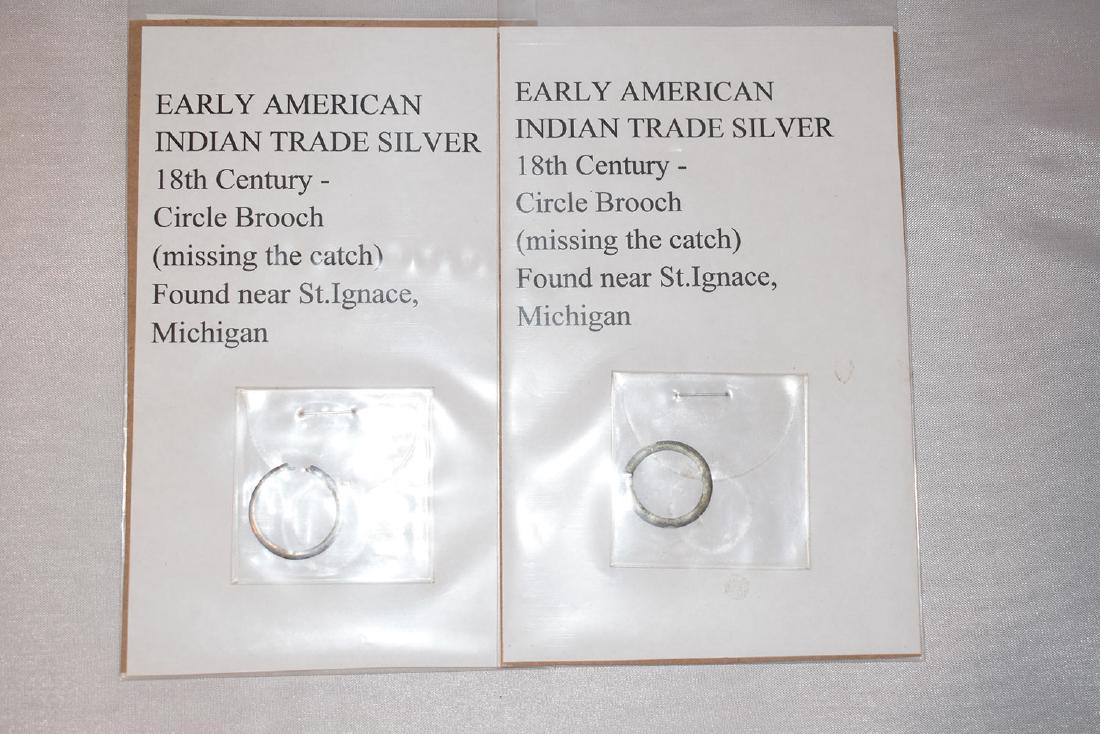 EARLY AMERICAN
INDIAN TRADE SILVER
18th Century -
Circle Brooch
(missing the catch)
Found near St.Ignace,
Michigan
EARLY AMERICAN
INDIAN TRADE SILVER
18th Century -
Circle Brooch
(missing the catch)
Found near St.Ignace,
Michigan